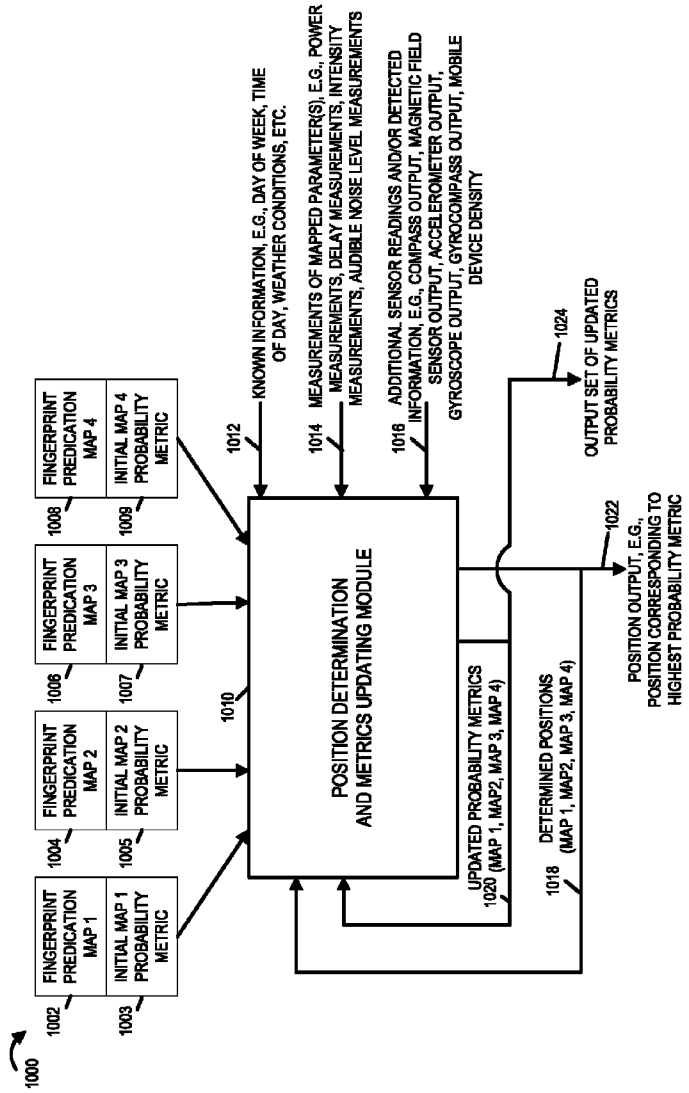 1000
1002
FINGERPRINT
PREDICATION
MAP 1
1003
INITIAL MAP 1
PROBABILITY
METRIC
1004
FINGERPRINT
PREDICATION
MAP 2
1005
INITIAL MAP 2
PROBABILITY
METRIC
1006
FINGERPRINT
PREDICATION
MAP 3
1007
INITIAL MAP 3
PROBABILITY
METRIC
1008
FINGERPRINT
PREDICATION
MAP 4
1009
INITIAL MAP 4
PROBABILITY
METRIC
1010
POSITION DETERMINATION
AND METRICS UPDATING MODULE
1012
KNOWN INFORMATION, E.G., DAY OF WEEK, TIME
OF DAY, WEATHER CONDITIONS, ETC.
1014
MEASUREMENTS OF MAPPED PARAMETER(S), E.G., POWER
MEASUREMENTS, DELAY MEASUREMENTS, INTENSITY
MEASUREMENTS, AUDIBLE NOISE LEVEL MEASUREMENTS
1016
ADDITIONAL SENSOR READINGS AND/OR DETECTED
INFORMATION, E.G., COMPASS OUTPUT, MAGNETIC FIELD
SENSOR OUTPUT, ACCELEROMETER OUTPUT,
GYROSCOPE OUTPUT, GYROCOMPASS OUTPUT, MOBILE
DEVICE DENSITY
UPDATED PROBABILITY METRICS
1020 (MAP 1, MAP2, MAP 3, MAP 4)
DETERMINED POSITIONS
(MAP 1, MAP2, MAP 3, MAP 4)
1018
1022
POSITION OUTPUT, E.G.,
POSITION CORRESPONDING TO
HIGHEST PROBABILITY METRIC
1024
OUTPUT SET OF UPDATED
PROBABILITY METRICS